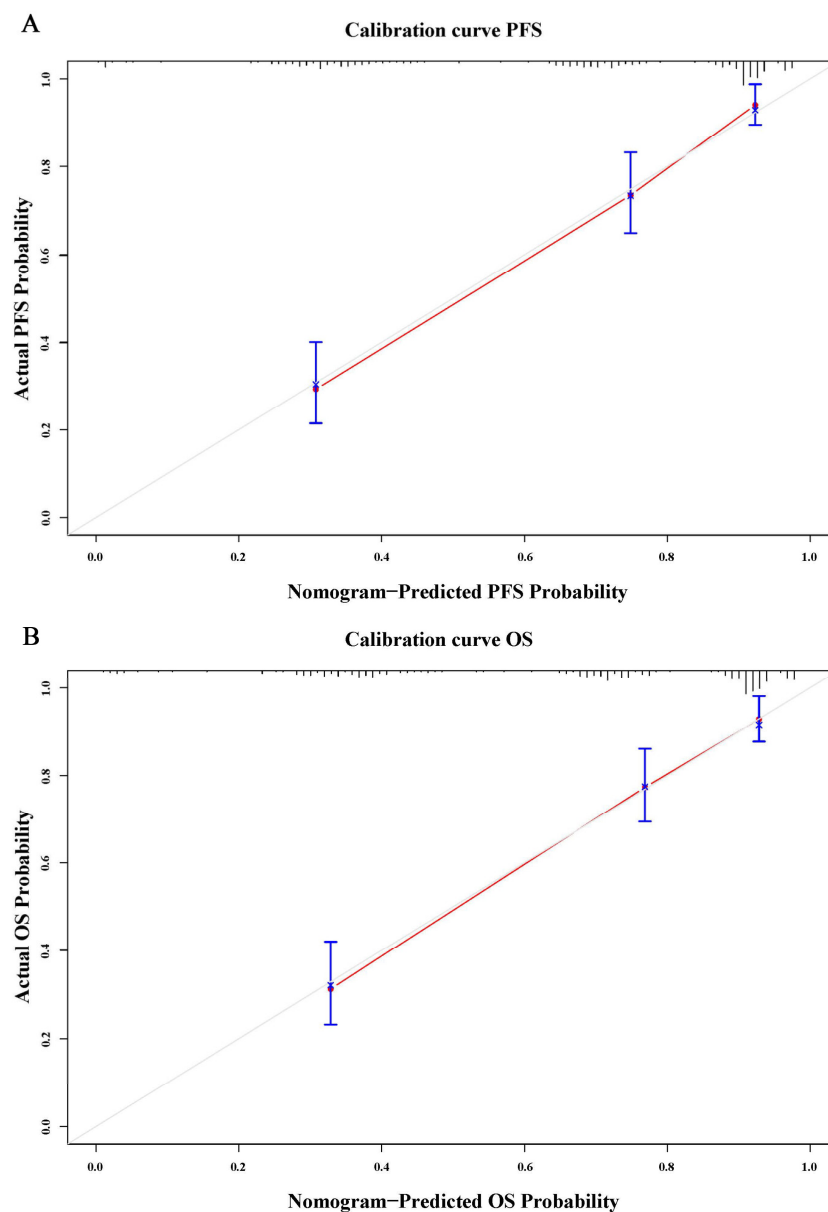 A
Calibration curve PFS
1.0
0.8
0.6
0.4
0.2
0.0
Actual PFS Probability
0.0 0.2 0.4 0.6 0.8 1.0
Nomogram−Predicted PFS Probability
B
Calibration curve OS
1.0
0.8
0.6
0.4
0.2
0.0
Actual OS Probability
0.0 0.2 0.4 0.6 0.8 1.0
Nomogram−Predicted OS Probability